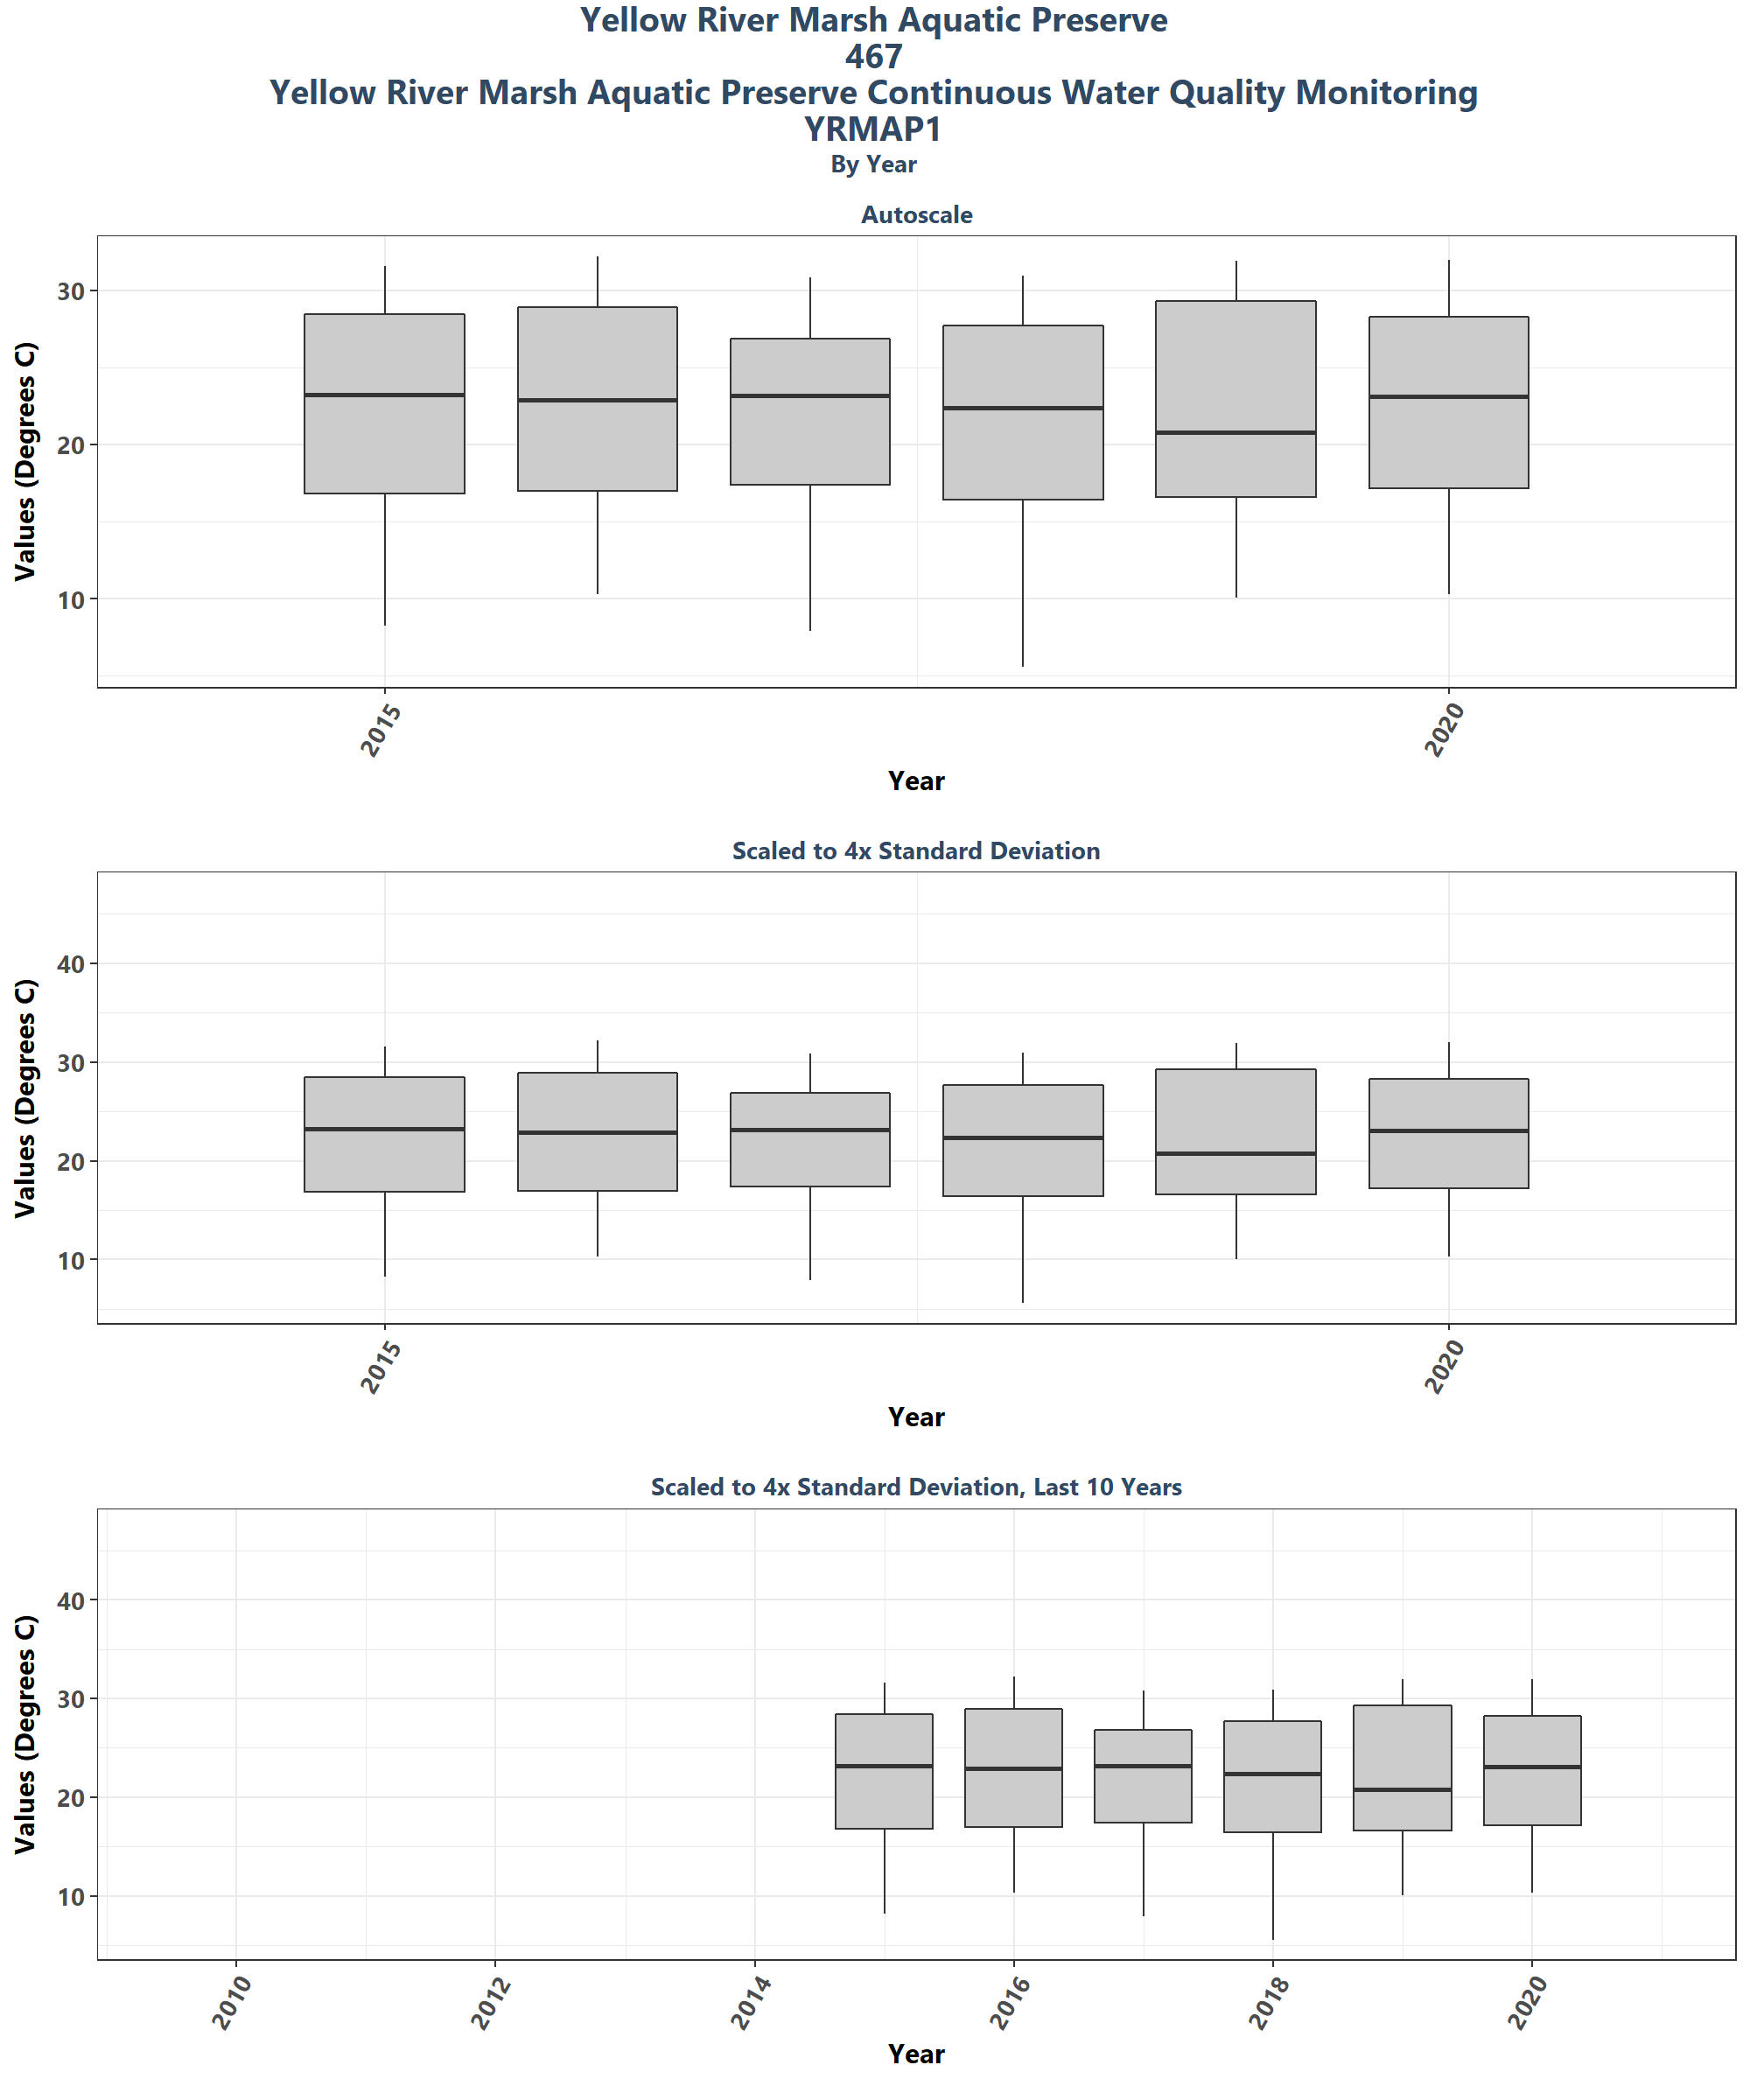 Yellow River Marsh Aquatic Preserve
467
Yellow River Marsh Aquatic Preserve Continuous Water Quality Monitoring
YRMAP1
By Year
Autoscale
Values (Degrees C)
30
20
10
2015
2020
Year
Scaled to 4x Standard Deviation
Values (Degrees C)
40
30
20
10
2015
2020
Year
Scaled to 4x Standard Deviation, Last 10 Years
Values (Degrees C)
40
30
20
10
2010
2012
2014
2016
2018
2020
Year